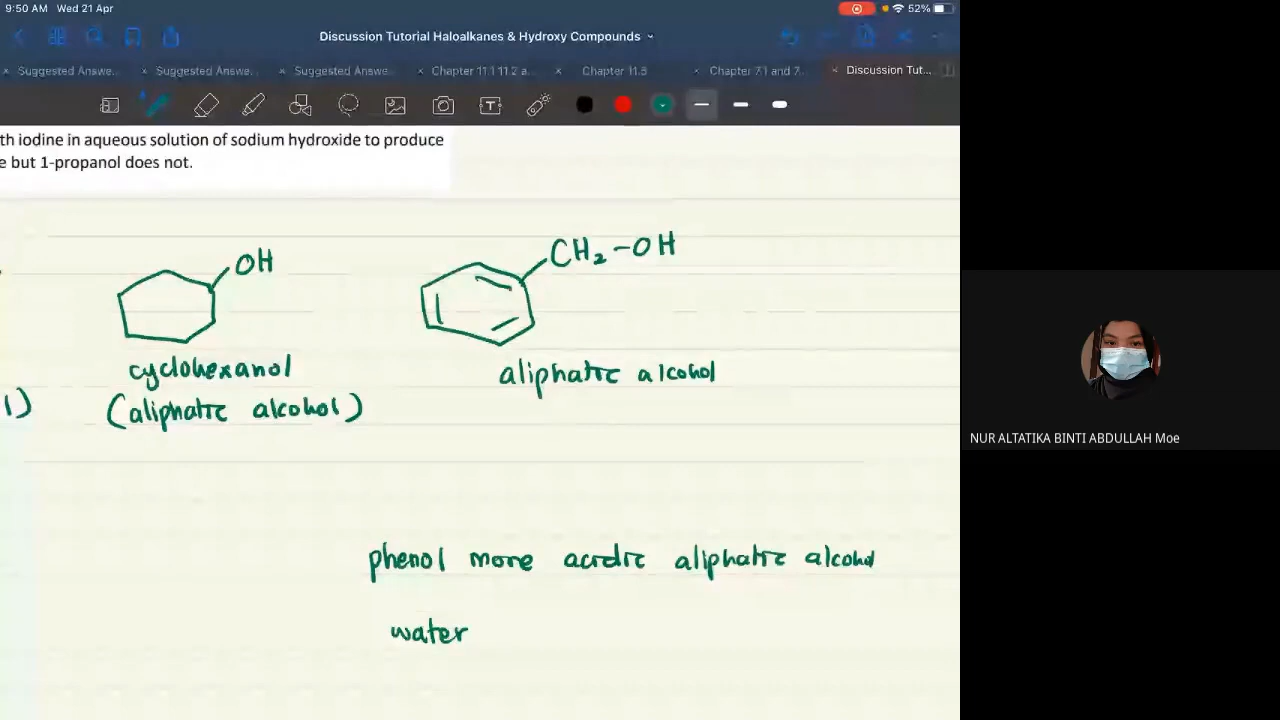 9:50 AM Wed 21 Apr
52%
Discussion Tutorial Haloalkanes & Hydroxy Compounds
Suggested Answe...
Suggested Answe...
Suggested Answe...
Chapter 11.1 11.2 a...
Chapter 11.3
Chapter 7.1 and 7...
Discussion Tut...
th iodine in aqueous solution of sodium hydroxide to produce
e but 1-propanol does not.
OH
CH₂-OH
cyclohexanol
aliphatic alcohol
l)
(aliphatic alcohol)
NUR ALTATIKA BINTI ABDULLAH Moe
phenol more acidic aliphatic alcohol
water